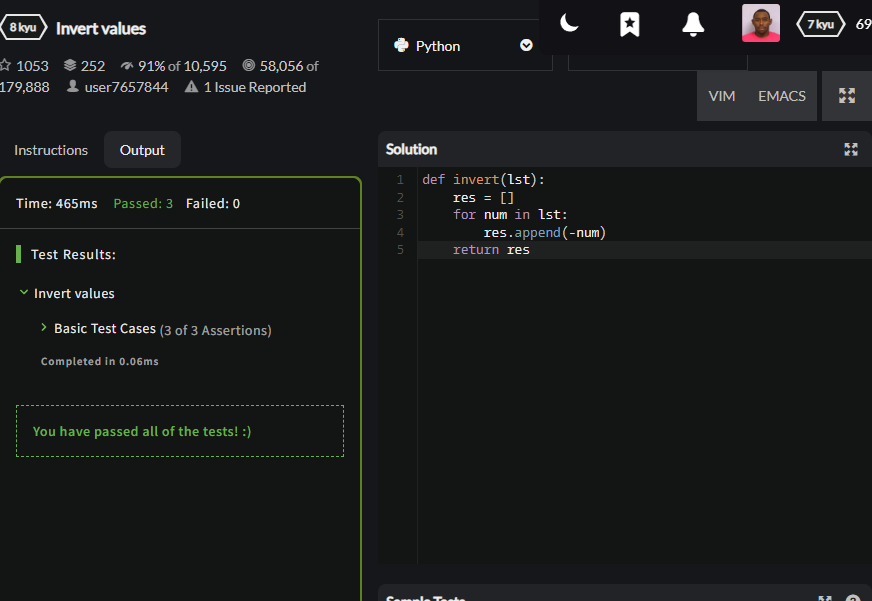 8 kyu Invert values
1053 252 91% of 10,595 58,056 of
179,888 user7657844 1 Issue Reported
Python
7 kyu 69
VIM EMACS
Instructions Output
Time: 465ms Passed: 3 Failed: 0
Test Results:
Invert values
Basic Test Cases (3 of 3 Assertions)
Completed in 0.06ms
You have passed all of the tests! :)
Solution
1 def invert(lst):
2     res = []
3     for num in lst:
4         res.append(-num)
5     return res
Sample Tests
?